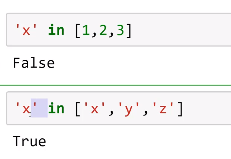 'x' in [1,2,3]
False
'x' in ['x','y','z']
True